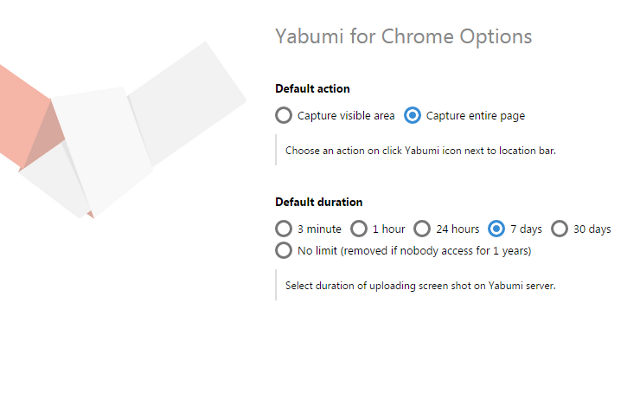 Yabumi for Chrome Options
Default action
Capture visible area Capture entire page
Choose an action on click Yabumi icon next to location bar.
Default duration
3 minute 1 hour 24 hours 7 days 30 days
No limit (removed if nobody access for 1 years)
Select duration of uploading screen shot on Yabumi server.